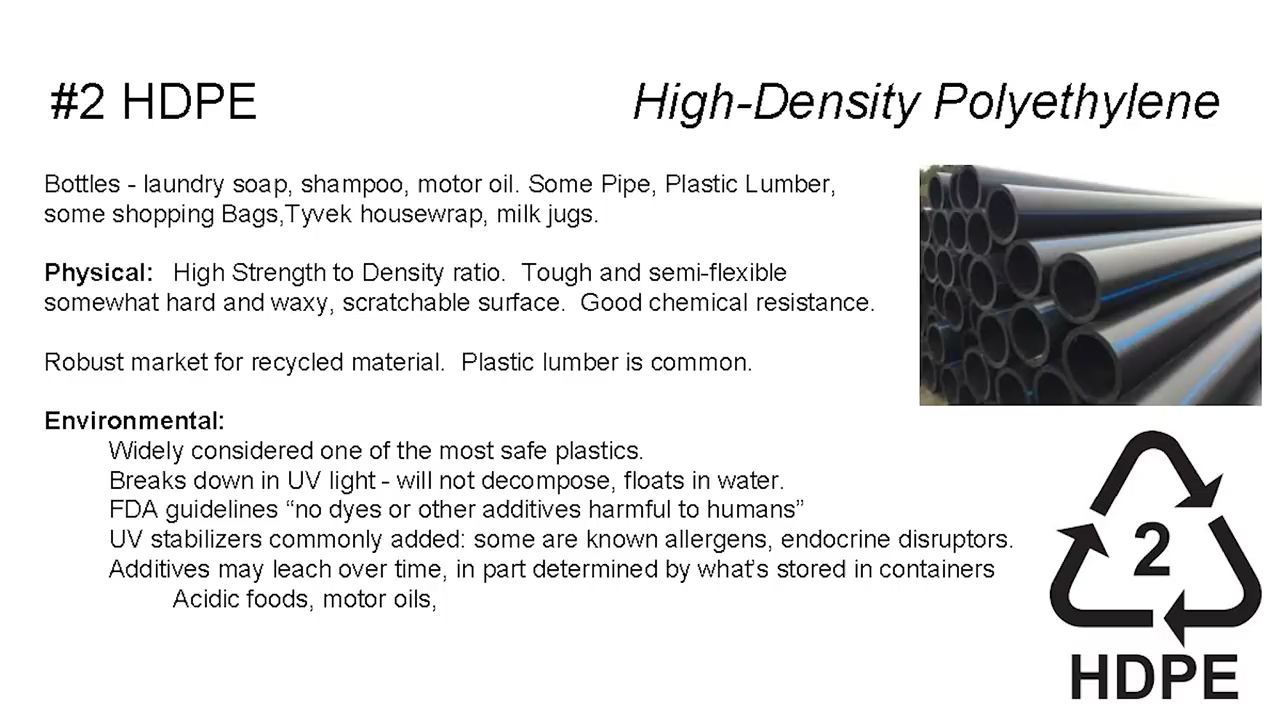 #2 HDPE
High-Density Polyethylene
Bottles - laundry soap, shampoo, motor oil. Some Pipe, Plastic Lumber,
some shopping Bags,Tyvek housewrap, milk jugs.
Physical: High Strength to Density ratio. Tough and semi-flexible
somewhat hard and waxy, scratchable surface. Good chemical resistance.
Robust market for recycled material. Plastic lumber is common.
Environmental:
Widely considered one of the most safe plastics.
Breaks down in UV light - will not decompose, floats in water.
FDA guidelines “no dyes or other additives harmful to humans”
UV stabilizers commonly added: some are known allergens, endocrine disruptors.
Additives may leach over time, in part determined by what’s stored in containers
Acidic foods, motor oils,
2
HDPE